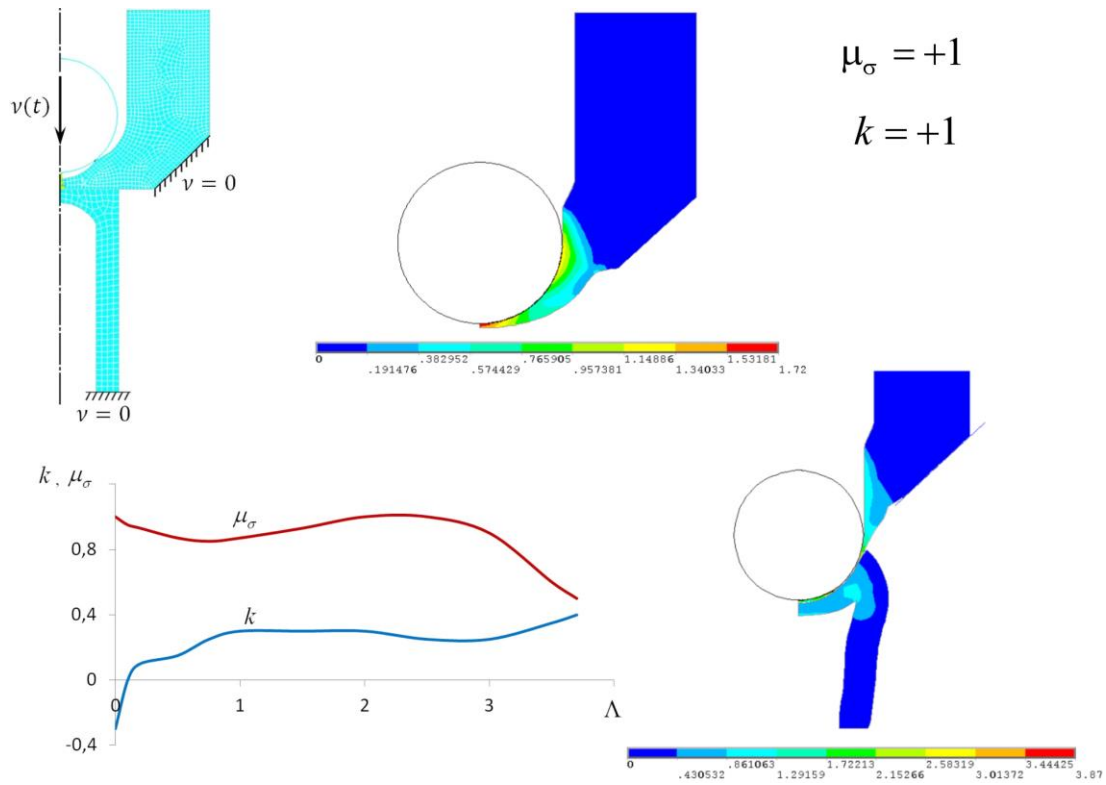 v(t)
v = 0
v = 0
μσ = +1
k = +1
0 .382952 .765905 1.14886 1.53181
.191476 .574429 .957381 1.34033 1.72
k , μσ
μσ
0,8
0,4
k
0
0 1 2 3 Λ
-0,4
0 .861063 1.72213 2.58319 3.44425
.430532 1.29159 2.15266 3.01372 3.87